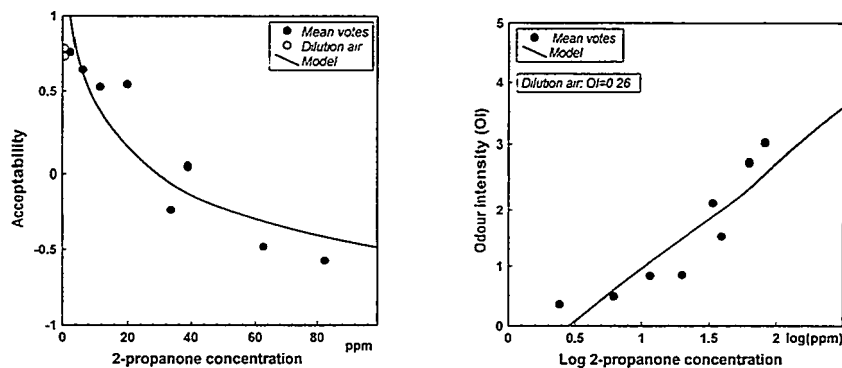 1
0.5
0
-0.5
-1
Acceptability
Mean votes
Dilution air
Model
0
20
40
60
80
ppm
2-propanone concentration
5
4
3
2
1
0
Odour intensity (OI)
Mean votes
Model
Dilution air: OI=0 26
0
0.5
1
1.5
2
log(ppm)
Log 2-propanone concentration